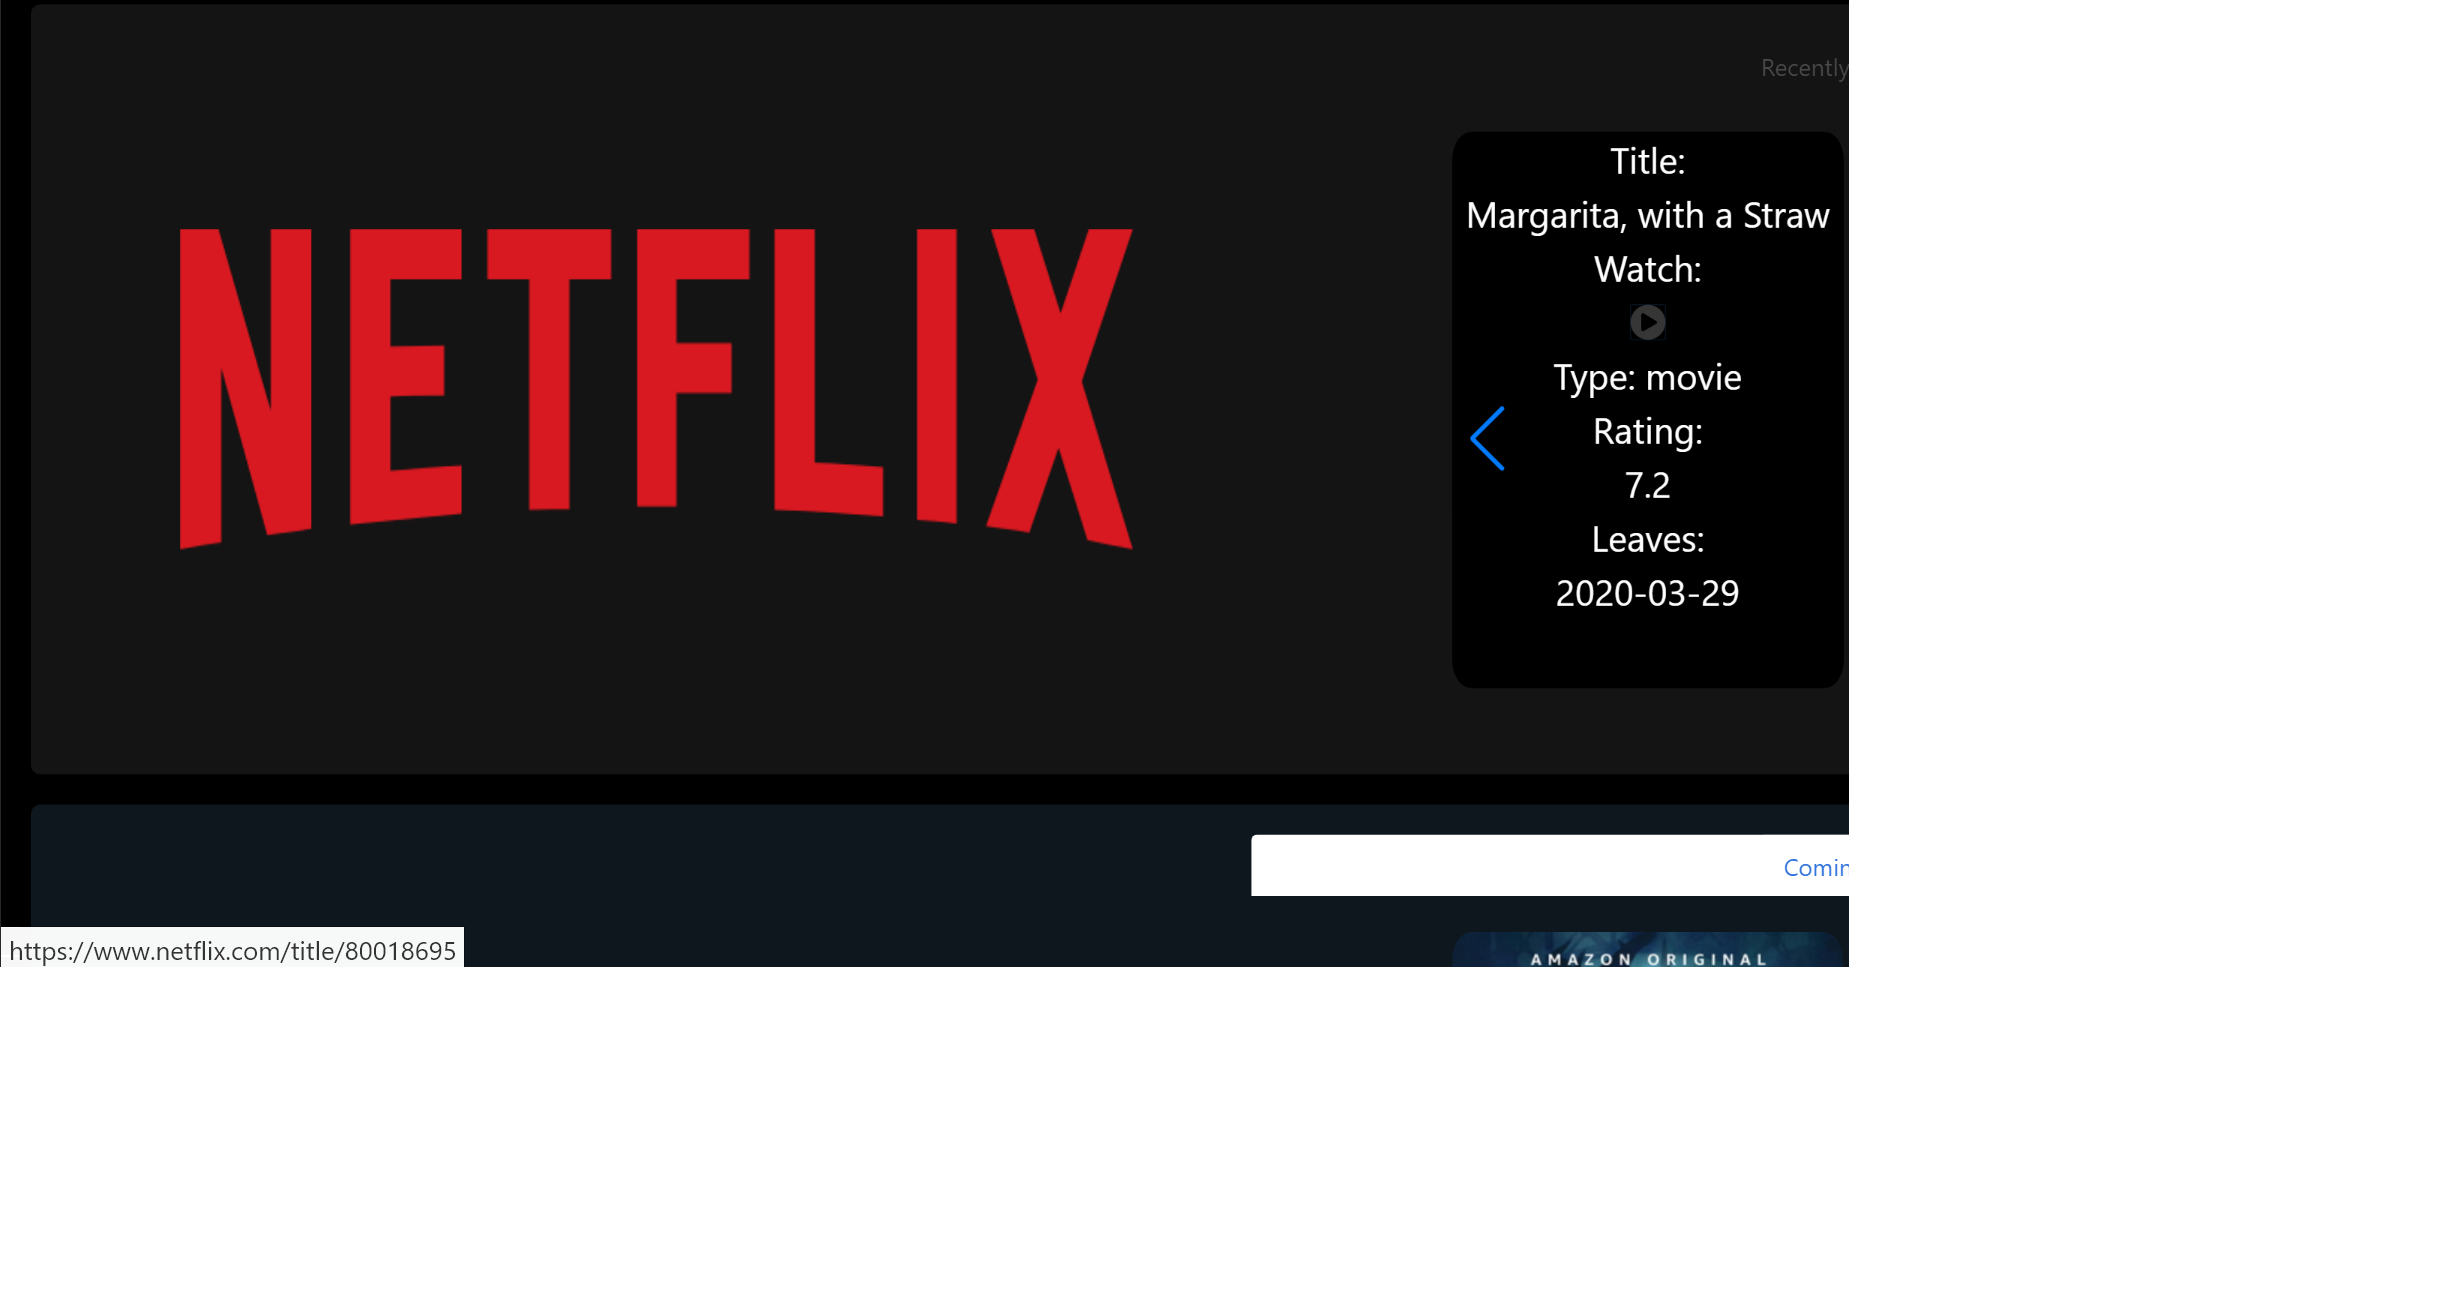 Recently
NETFLIX
Title:
Margarita, with a Straw
Watch:
Type: movie
Rating:
7.2
Leaves:
2020-03-29
Comin
AMAZON ORIGINAL
https://www.netflix.com/title/80018695